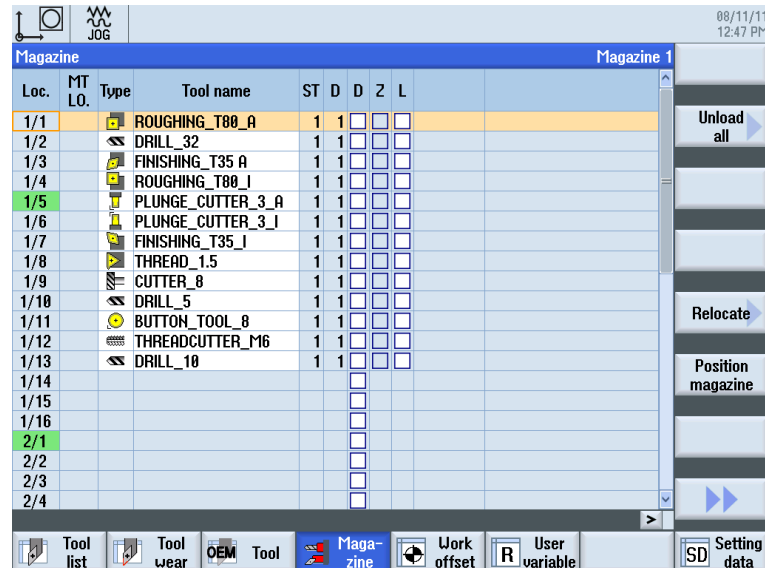 JOG
08/11/11
12:47 PM
Magazine Magazine 1
Loc. MT LO. Type Tool name ST D D Z L
1/1 ROUGHING_T80_A 1 1
1/2 DRILL_32 1 1
1/3 FINISHING_T35 A 1 1
1/4 ROUGHING_T80_I 1 1
1/5 PLUNGE_CUTTER_3_A 1 1
1/6 PLUNGE_CUTTER_3_I 1 1
1/7 FINISHING_T35_I 1 1
1/8 THREAD_1.5 1 1
1/9 CUTTER_8 1 1
1/10 DRILL_5 1 1
1/11 BUTTON_TOOL_8 1 1
1/12 THREADCUTTER_M6 1 1
1/13 DRILL_10 1 1
1/14
1/15
1/16
2/1
2/2
2/3
2/4
Unload
all
Relocate
Position
magazine
Tool
list
Tool
wear
OEM Tool
Maga-
zine
Work
offset
R User
variable
SD Setting
data